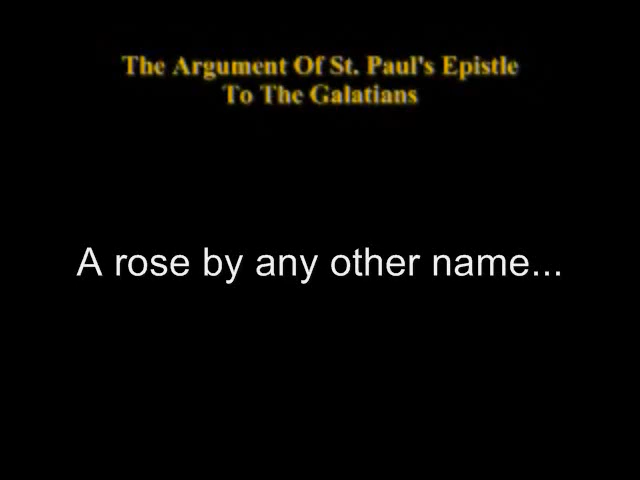 The Argument Of St. Paul's Epistle
To The Galatians
A rose by any other name...